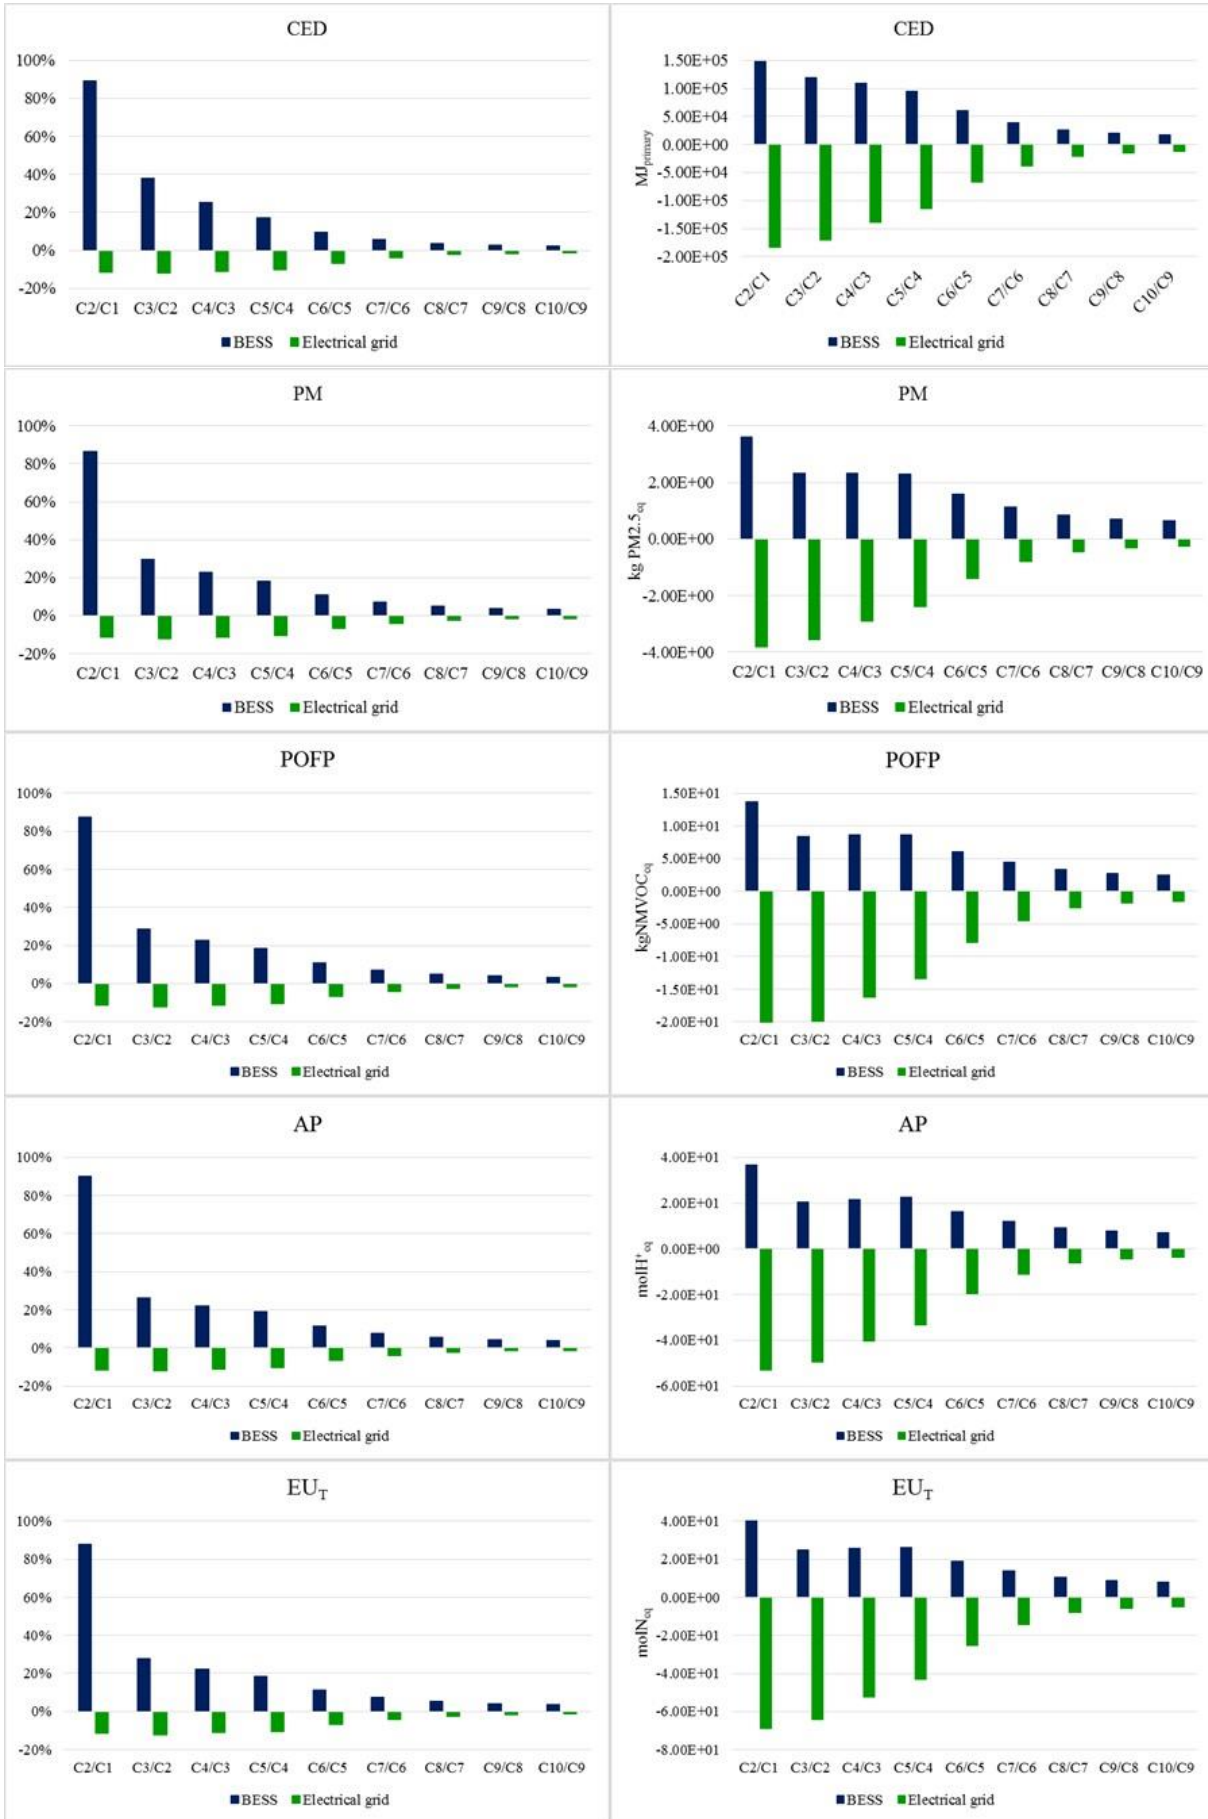 CED
100%
80%
60%
40%
20%
0%
-20%
C2/C1 C3/C2 C4/C3 C5/C4 C6/C5 C7/C6 C8/C7 C9/C8 C10/C9
BESS Electrical grid
CED
MJprimary
1.50E+05
1.00E+05
5.00E+04
0.00E+00
-5.00E+04
-1.00E+05
-1.50E+05
-2.00E+05
C2/C1 C3/C2 C4/C3 C5/C4 C6/C5 C7/C6 C8/C7 C9/C8 C10/C9
BESS Electrical grid
PM
100%
80%
60%
40%
20%
0%
-20%
C2/C1 C3/C2 C4/C3 C5/C4 C6/C5 C7/C6 C8/C7 C9/C8 C10/C9
BESS Electrical grid
PM
kg PM2.5eq
4.00E+00
2.00E+00
0.00E+00
-2.00E+00
-4.00E+00
C2/C1 C3/C2 C4/C3 C5/C4 C6/C5 C7/C6 C8/C7 C9/C8 C10/C9
BESS Electrical grid
POFP
100%
80%
60%
40%
20%
0%
-20%
C2/C1 C3/C2 C4/C3 C5/C4 C6/C5 C7/C6 C8/C7 C9/C8 C10/C9
BESS Electrical grid
POFP
kgNMVOCeq
1.50E+01
1.00E+01
5.00E+00
0.00E+00
-5.00E+00
-1.00E+01
-1.50E+01
-2.00E+01
C2/C1 C3/C2 C4/C3 C5/C4 C6/C5 C7/C6 C8/C7 C9/C8 C10/C9
BESS Electrical grid
AP
100%
80%
60%
40%
20%
0%
-20%
C2/C1 C3/C2 C4/C3 C5/C4 C6/C5 C7/C6 C8/C7 C9/C8 C10/C9
BESS Electrical grid
AP
molH⁺eq
4.00E+01
2.00E+01
0.00E+00
-2.00E+01
-4.00E+01
-6.00E+01
C2/C1 C3/C2 C4/C3 C5/C4 C6/C5 C7/C6 C8/C7 C9/C8 C10/C9
BESS Electrical grid
EUT
100%
80%
60%
40%
20%
0%
-20%
C2/C1 C3/C2 C4/C3 C5/C4 C6/C5 C7/C6 C8/C7 C9/C8 C10/C9
BESS Electrical grid
EUT
molNeq
4.00E+01
2.00E+01
0.00E+00
-2.00E+01
-4.00E+01
-6.00E+01
-8.00E+01
C2/C1 C3/C2 C4/C3 C5/C4 C6/C5 C7/C6 C8/C7 C9/C8 C10/C9
BESS Electrical grid